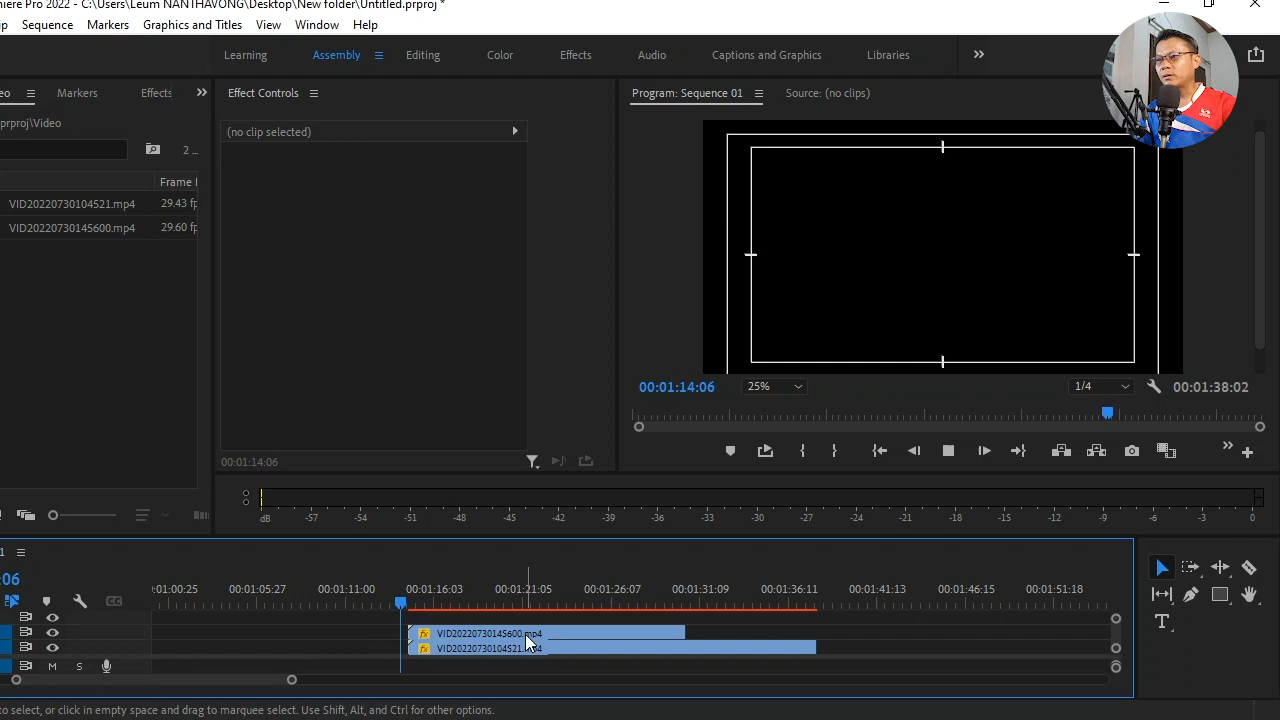 iere Pro 2022 - C:\Users\Leum NANTHAVONG\Desktop\New folder\Untitled.prproj *
ip Sequence Markers Graphics and Titles View Window Help
Learning Assembly Editing Color Effects Audio Captions and Graphics Libraries
eo Markers Effects Effect Controls Program: Sequence 01 Source: (no clips)
prproj\Video
(no clip selected)
2 ...
Frame
VID20220730104521.mp4 29.43 fp
VID20220730145600.mp4 29.60 fp
00:01:14:06 25% 1/4 00:01:38:02
00:01:14:06
dB -57 -54 -51 -48 -45 -42 -39 -36 -33 -30 -27 -24 -21 -18 -15 -12 -9 -6 -3 0
1
:06
:01:00:25 00:01:05:27 00:01:11:00 00:01:16:03 00:01:21:05 00:01:26:07 00:01:31:09 00:01:36:11 00:01:41:13 00:01:46:15 00:01:51:18
fx VID20220730145600.mp4
fx VID20220730104521.mp4
M S
T
to select, or click in empty space and drag to marquee select. Use Shift, Alt, and Ctrl for other options.